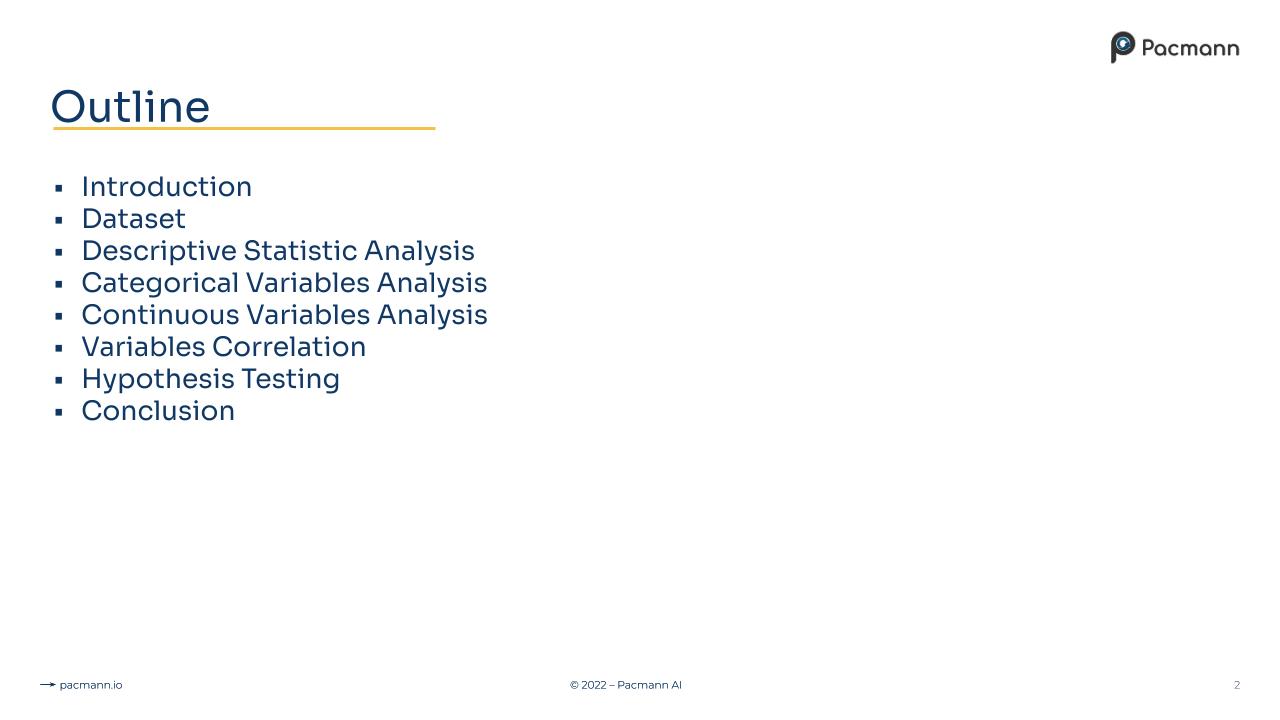 Pacmann
Outline
▪ Introduction
▪ Dataset
▪ Descriptive Statistic Analysis
▪ Categorical Variables Analysis
▪ Continuous Variables Analysis
▪ Variables Correlation
▪ Hypothesis Testing
▪ Conclusion
pacmann.io
© 2022 – Pacmann AI
2